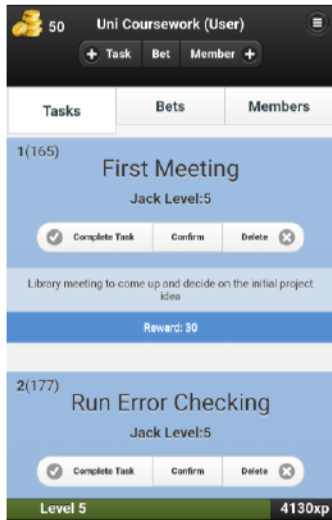 50 Uni Coursework (User)
Task Bet Member
Tasks Bets Members
1(165)
First Meeting
Jack Level:5
Complete Task Confirm Delete
Library meeting to come up and decide on the initial project
idea
Reward: 30
2(177)
Run Error Checking
Jack Level:5
Complete Task Confirm Delete
Level 5 4130xp